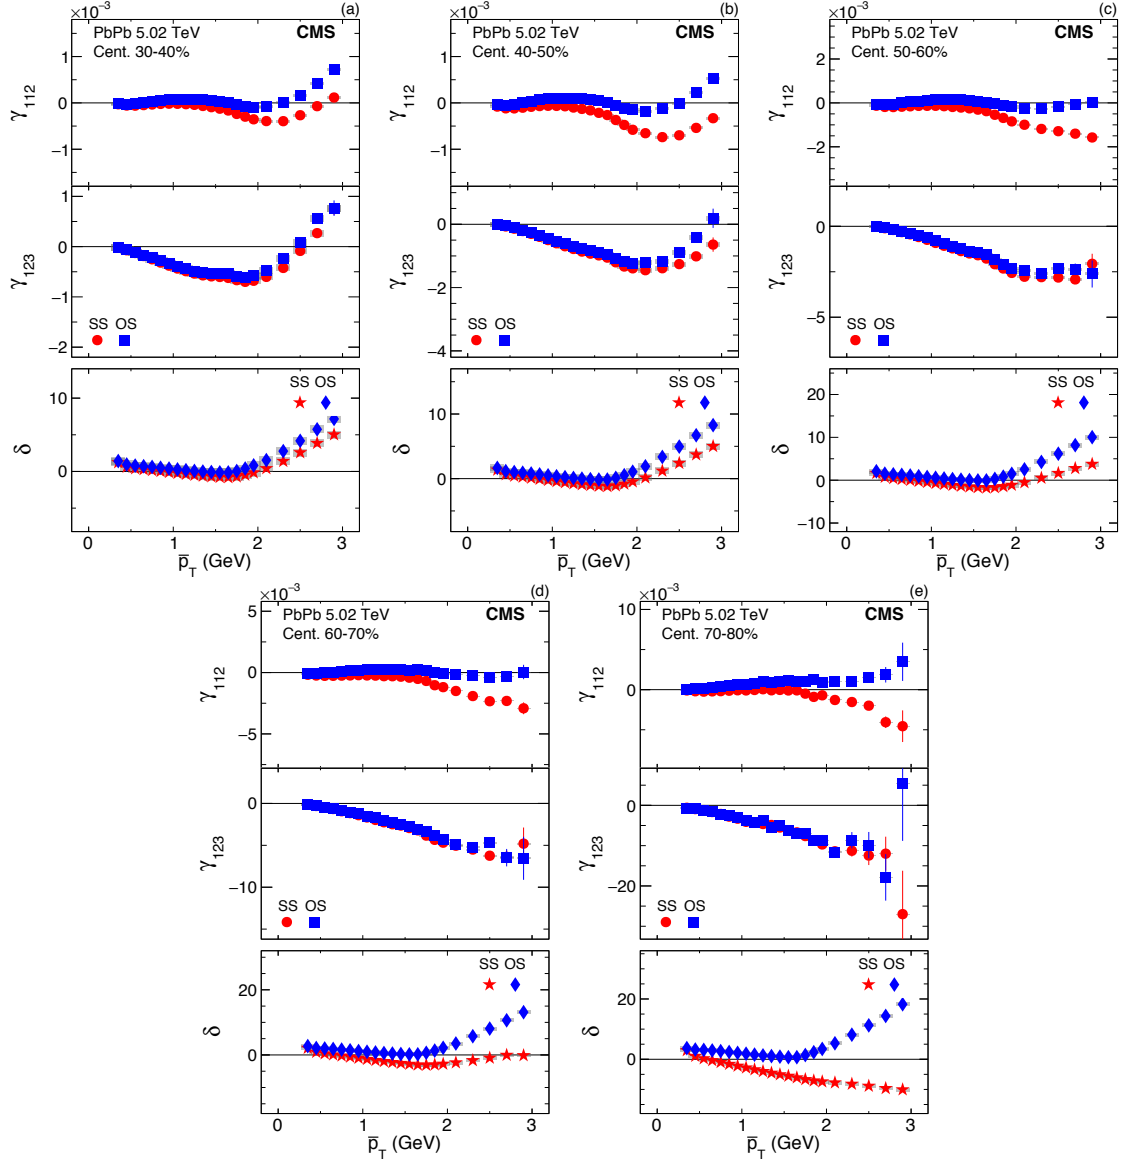 ×10⁻³ (a)
PbPb 5.02 TeV CMS
Cent. 30-40%
γ₁₁₂
1
0
−1
γ₁₂₃
1
0
−1
−2
SS OS
δ
SS OS
10
0
0 1 2 3
p̅_T (GeV)
×10⁻³ (b)
PbPb 5.02 TeV CMS
Cent. 40-50%
γ₁₁₂
1
0
−1
γ₁₂₃
0
−2
−4
SS OS
δ
SS OS
10
0
0 1 2 3
p̅_T (GeV)
×10⁻³ (c)
PbPb 5.02 TeV CMS
Cent. 50-60%
γ₁₁₂
2
0
−2
γ₁₂₃
0
−5
SS OS
δ
SS OS
20
10
0
−10
0 1 2 3
p̅_T (GeV)
×10⁻³ (d)
PbPb 5.02 TeV CMS
Cent. 60-70%
γ₁₁₂
5
0
−5
γ₁₂₃
0
−10
SS OS
δ
SS OS
20
0
0 1 2 3
p̅_T (GeV)
×10⁻³ (e)
PbPb 5.02 TeV CMS
Cent. 70-80%
γ₁₁₂
10
0
γ₁₂₃
0
−20
SS OS
δ
SS OS
20
0
0 1 2 3
p̅_T (GeV)